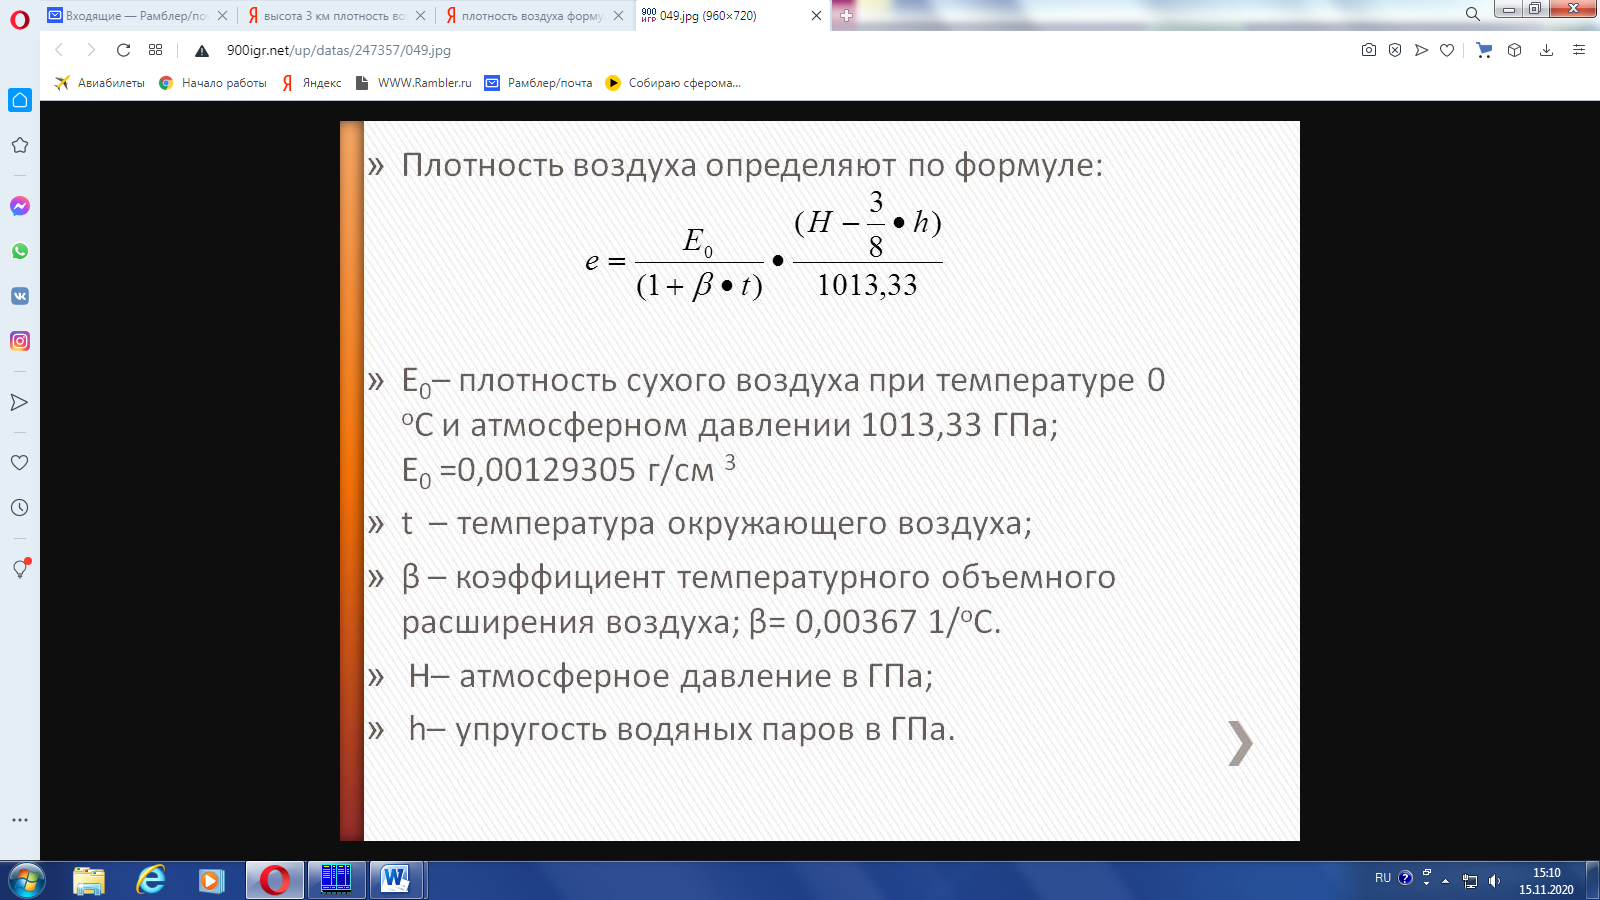 Входящие — Рамблер/по
высота 3 км плотность во
плотность воздуха форму
900 игр
049.jpg (960×720)
900igr.net/up/datas/247357/049.jpg
Авиабилеты
Начало работы
Яндекс
WWW.Rambler.ru
Рамблер/почта
Собираю сферома...
» Плотность воздуха определяют по формуле:
e = E₀ / (1 + β • t) • (H − 3/8 • h) / 1013,33
» E₀– плотность сухого воздуха при температуре 0
ᵒС и атмосферном давлении 1013,33 ГПа;
E₀ =0,00129305 г/см ³
» t – температура окружающего воздуха;
» β – коэффициент температурного объемного
расширения воздуха; β= 0,00367 1/ᵒС.
» H– атмосферное давление в ГПа;
» h– упругость водяных паров в ГПа.
RU
15:10
15.11.2020